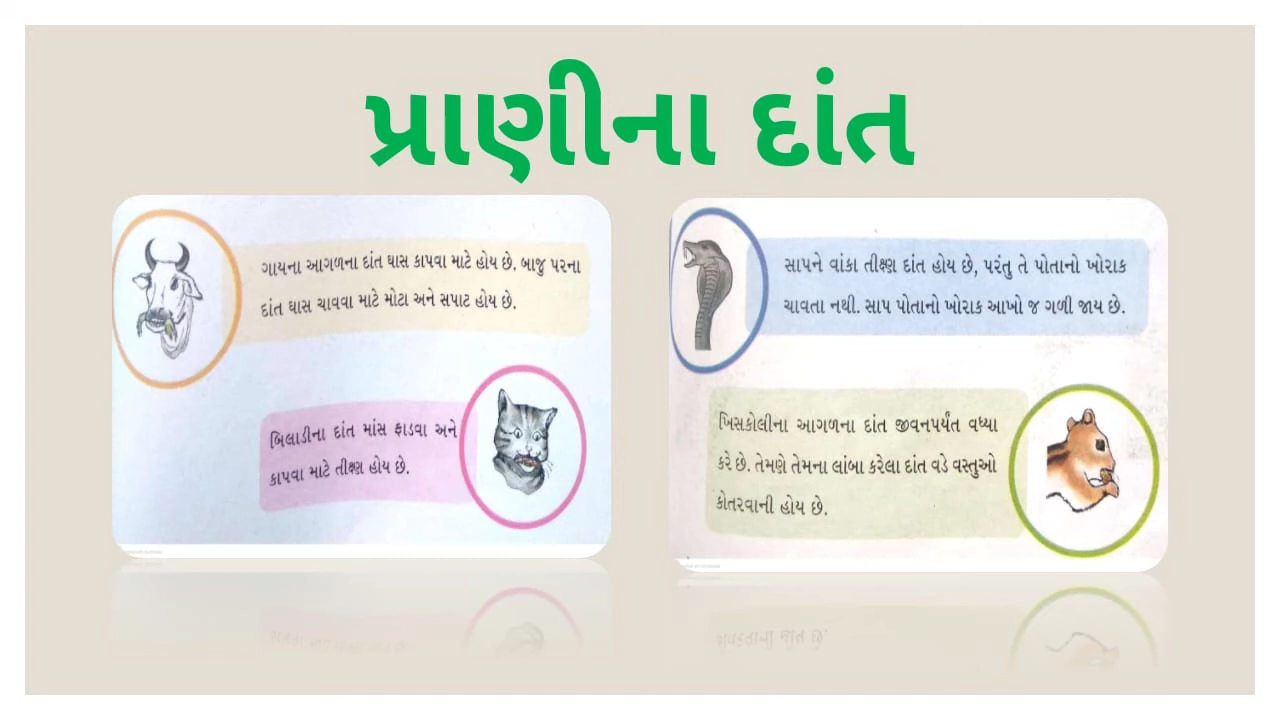 પ્રાણીના દાંત
ગાયના આગળના દાંત ઘાસ કાપવા માટે હોય છે. બાજુ પરના
દાંત ઘાસ ચાવવા માટે મોટા અને સપાટ હોય છે.
બિલાડીના દાંત માંસ ફાડવા અને
કાપવા માટે તીક્ષ્ણ હોય છે.
સાપને વાંકા તીક્ષ્ણ દાંત હોય છે, પરંતુ તે પોતાનો ખોરાક
ચાવતા નથી. સાપ પોતાનો ખોરાક આખો જ ગળી જાય છે.
ખિસકોલીના આગળના દાંત જીવનપર્યંત વધ્યા
કરે છે. તેમણે તેમના લાંબા કરેલા દાંત વડે વસ્તુઓ
કોતરવાની હોય છે.